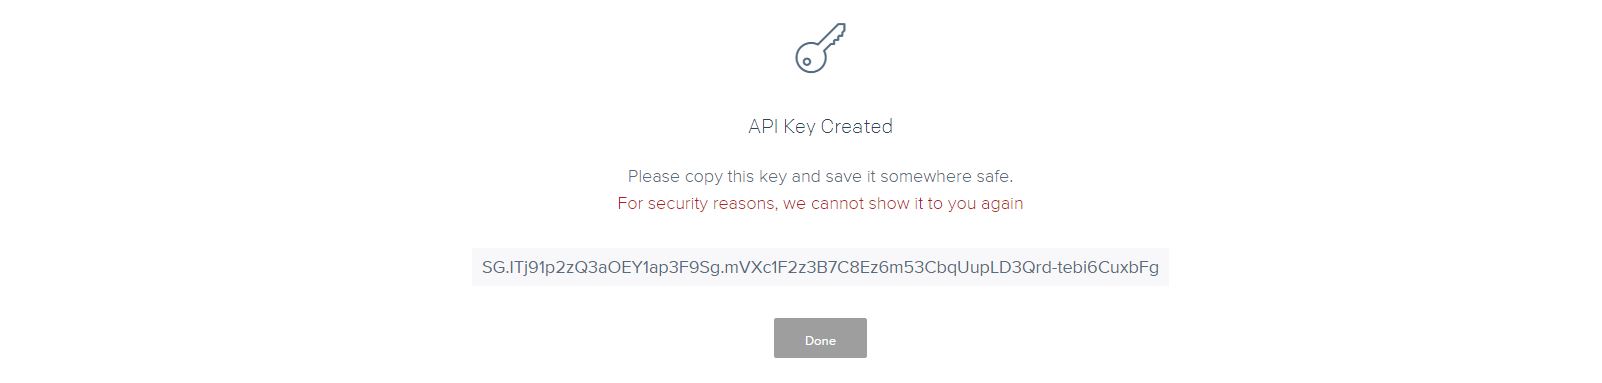 API Key Created
Please copy this key and save it somewhere safe.
For security reasons, we cannot show it to you again
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
Done